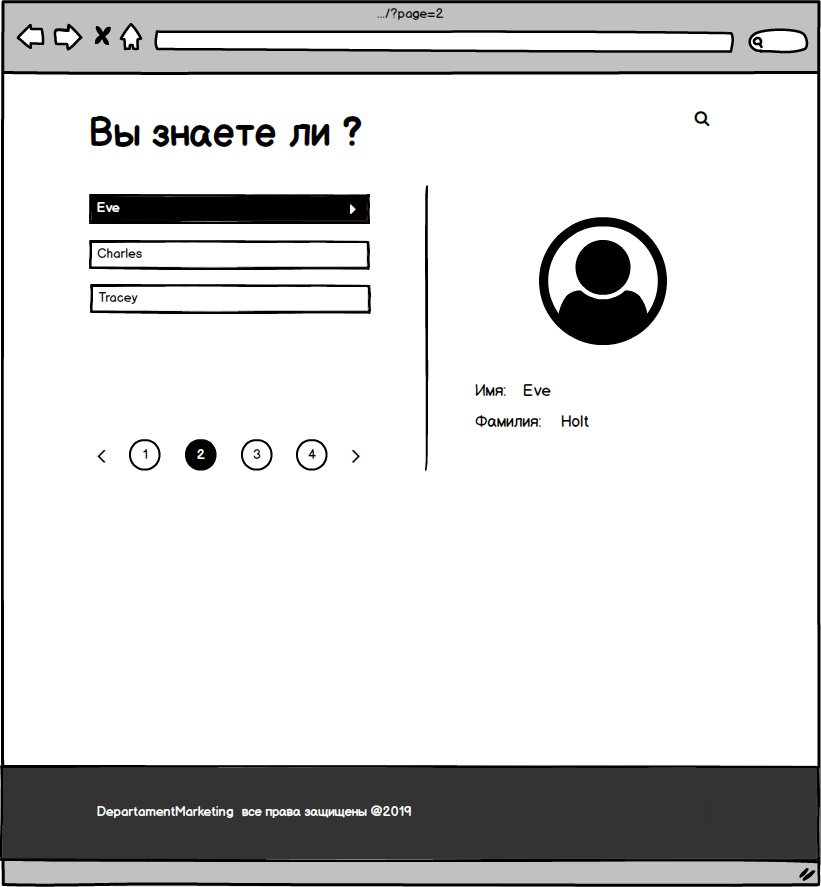 .../?page=2
Вы знаете ли ?
Eve
Charles
Tracey
1 2 3 4
Имя: Eve
Фамилия: Holt
DepartamentMarketing все права защищены @2019